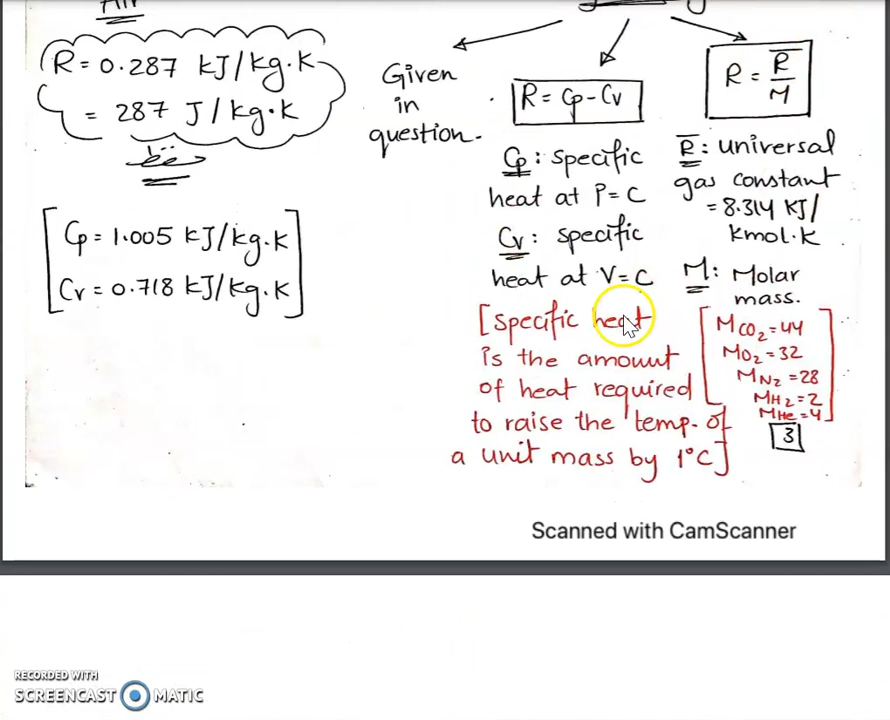 Air
R = 0.287 kJ/kg.K
= 287 J/kg.K
حفظ
Cp = 1.005 kJ/kg.K
Cv = 0.718 kJ/kg.K
Given
in
question.
R = Cp - Cv
Cp : specific
heat at P = C
Cv : specific
heat at V = C
[Specific heat
is the amount
of heat required
to raise the temp. of
a unit mass by 1°C]
R = R̅/M
R̅ : universal
gas constant
= 8.314 KJ/
Kmol.K
M : Molar
mass.
MCO2 = 44
MO2 = 32
MN2 = 28
MH2 = 2
MHe = 4
3
Scanned with CamScanner
RECORDED WITH
SCREENCAST MATIC